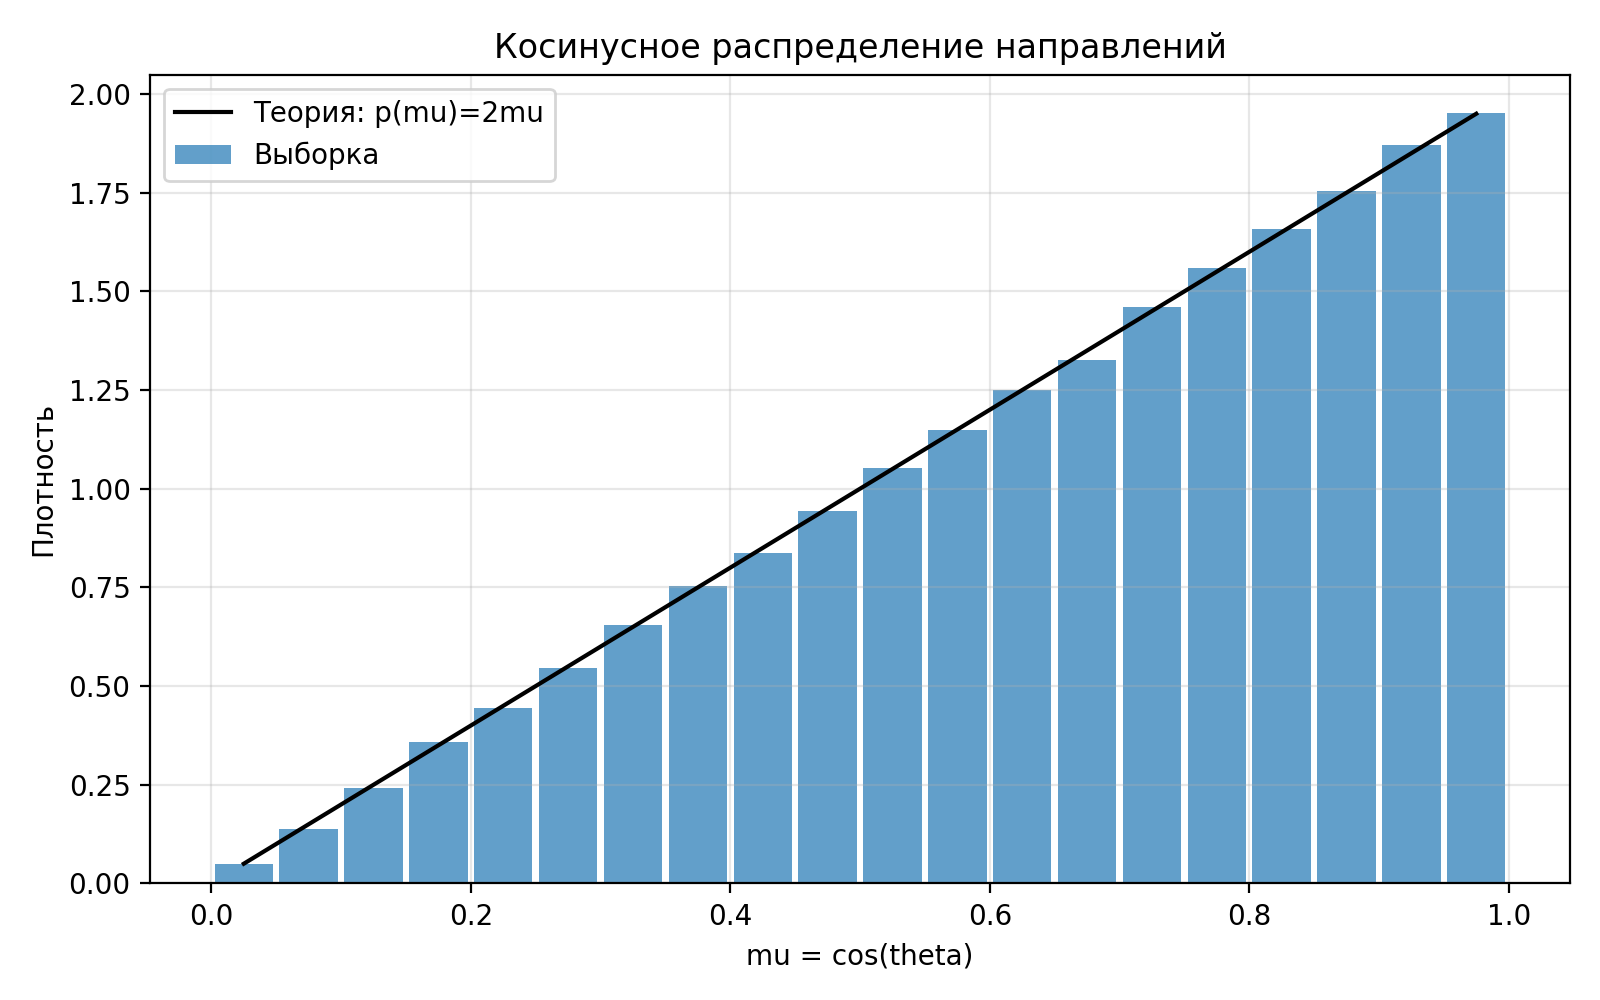 Косинусное распределение направлений
Теория: p(mu)=2mu
Выборка
Плотность
2.00
1.75
1.50
1.25
1.00
0.75
0.50
0.25
0.00
0.0 0.2 0.4 0.6 0.8 1.0
mu = cos(theta)